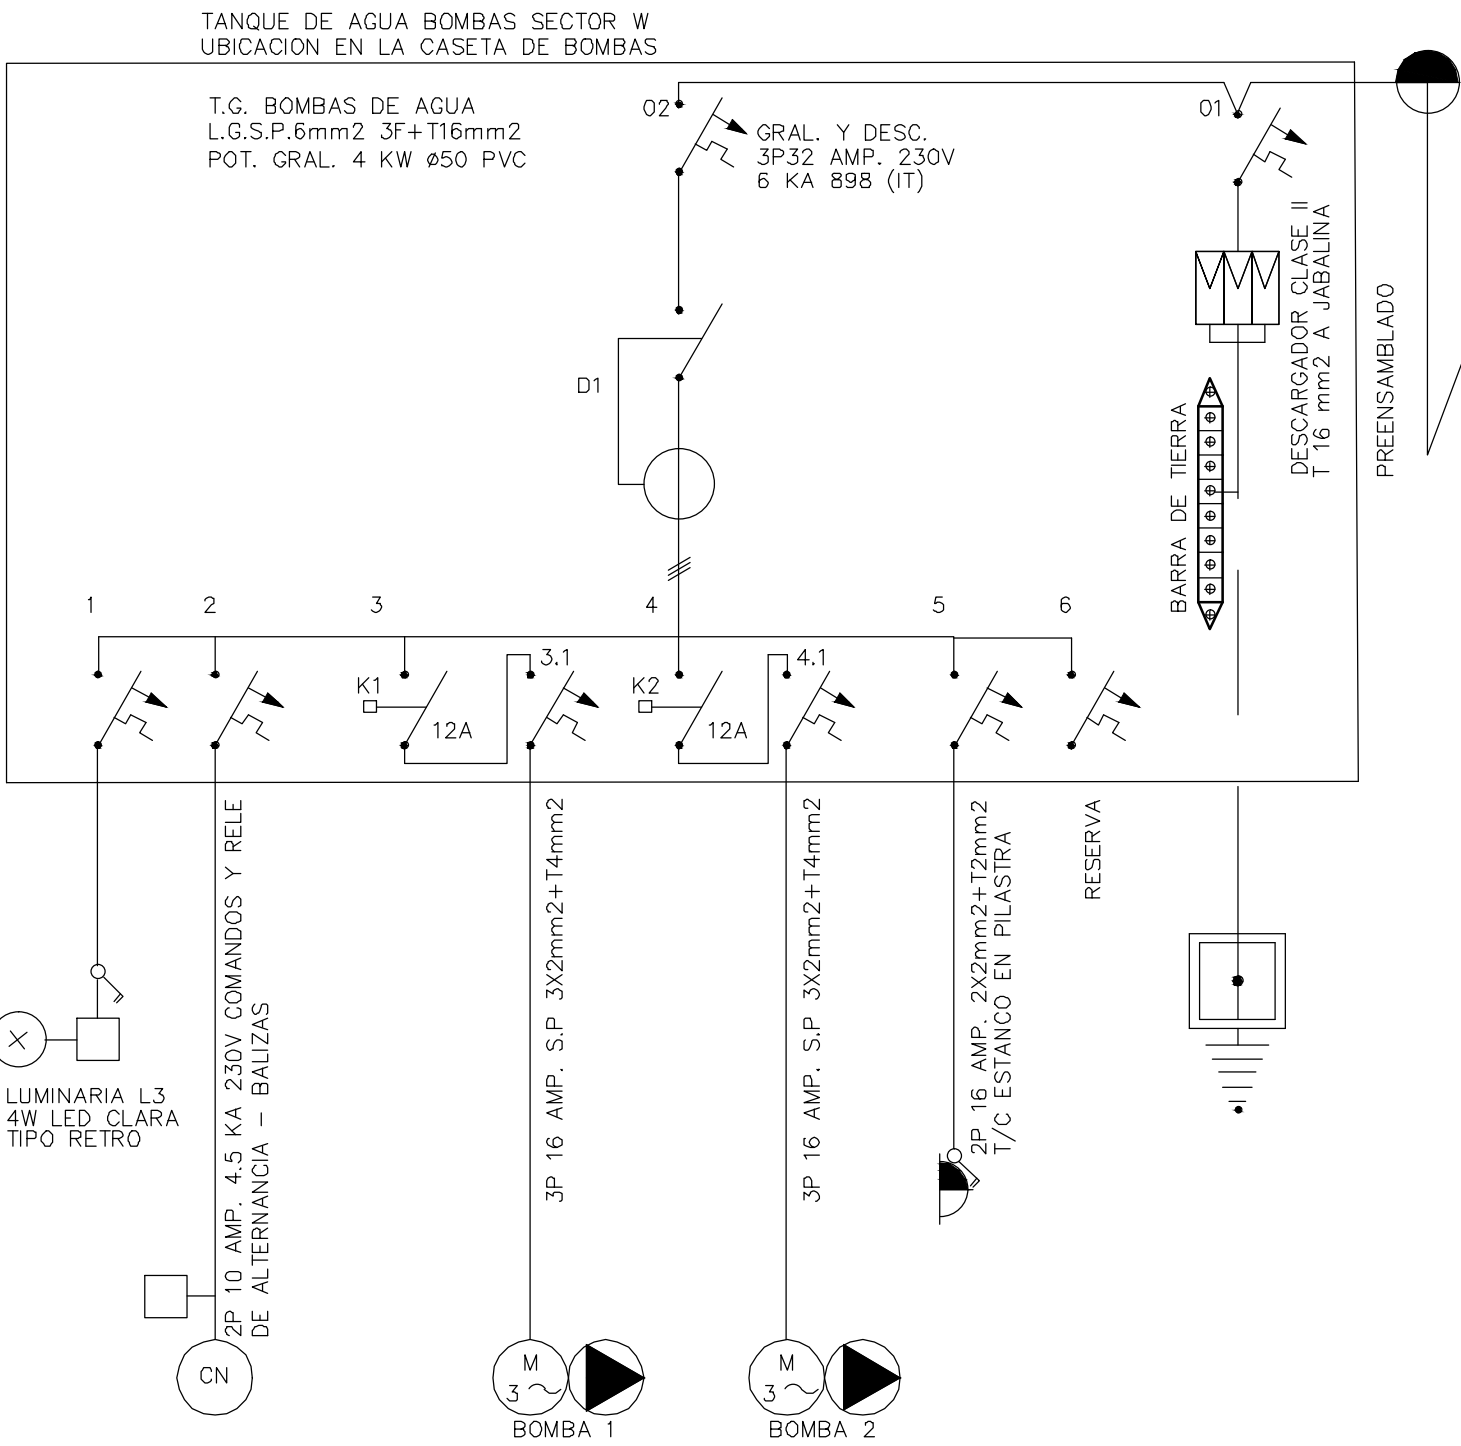 TANQUE DE AGUA BOMBAS SECTOR W
UBICACION EN LA CASETA DE BOMBAS
T.G. BOMBAS DE AGUA
L.G.S.P.6mm2 3F+T16mm2
POT. GRAL. 4 KW Ø50 PVC
02
GRAL. Y DESC.
3P32 AMP. 230V
6 KA 898 (IT)
01
DESCARGADOR CLASE II
T 16 mm2 A JABALINA
PREENSAMBLADO
D1
BARRA DE TIERRA
1
2
3
4
5
6
K1
12A
3.1
K2
12A
4.1
2P 10 AMP. 4.5 KA 230V COMANDOS Y RELE
DE ALTERNANCIA - BALIZAS
3P 16 AMP. S.P 3X2mm2+T4mm2
3P 16 AMP. S.P 3X2mm2+T4mm2
2P 16 AMP. 2X2mm2+T2mm2
T/C ESTANCO EN PILASTRA
RESERVA
LUMINARIA L3
4W LED CLARA
TIPO RETRO
CN
M
3
BOMBA 1
M
3
BOMBA 2